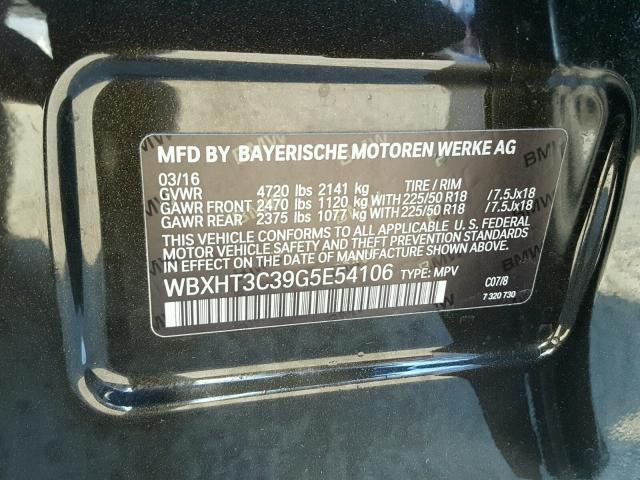 MFD BY BAYERISCHE MOTOREN WERKE AG
03/16
GVWR 4720 lbs 2141 kg TIRE / RIM
GAWR FRONT 2470 lbs 1120 kg WITH 225/50 R18 /7.5Jx18
GAWR REAR 2375 lbs 1077 kg WITH 225/50 R18 /7.5Jx18
THIS VEHICLE CONFORMS TO ALL APPLICABLE U. S. FEDERAL
MOTOR VEHICLE SAFETY AND THEFT PREVENTION STANDARDS
IN EFFECT ON THE DATE OF MANUFACTURE SHOWN ABOVE.
WBXHT3C39G5E54106 TYPE: MPV
C07/8
7 320 730